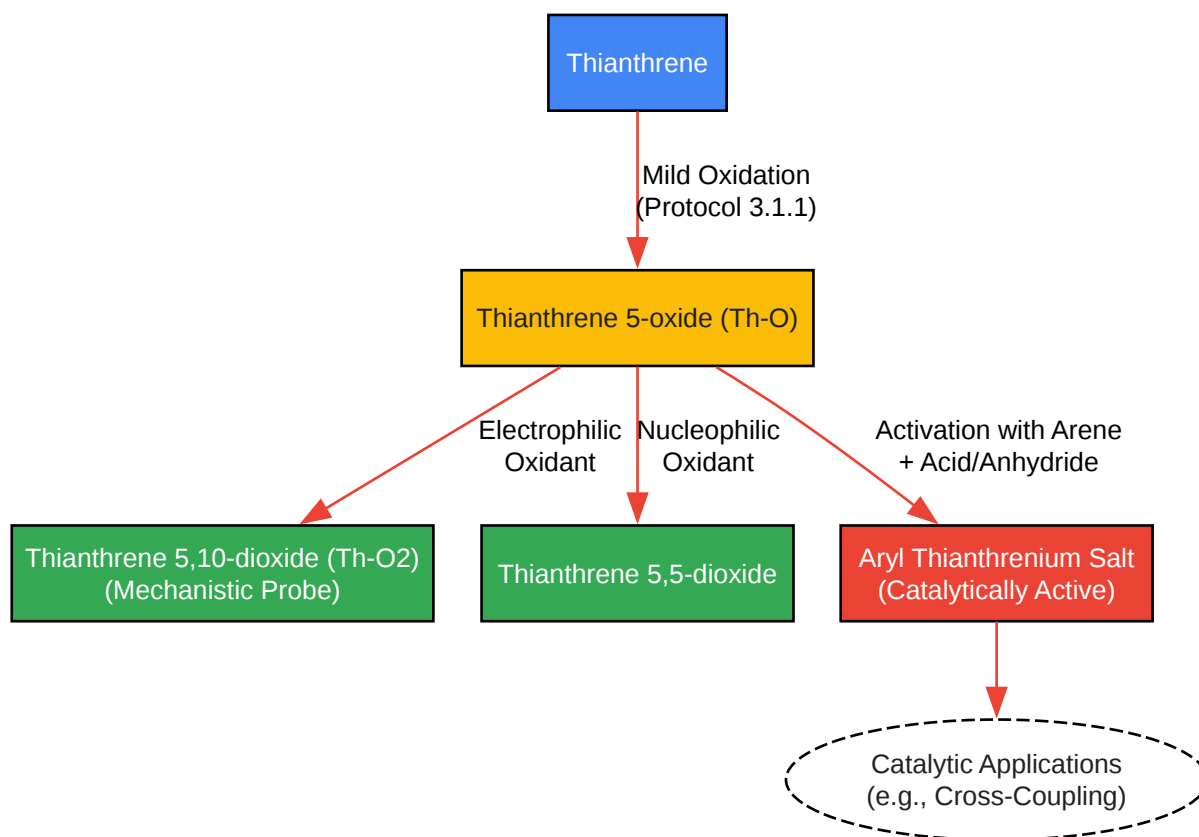 Thianthrene
Mild Oxidation
(Protocol 3.1.1)
Thianthrene 5-oxide (Th-O)
Electrophilic
Oxidant
Nucleophilic
Oxidant
Activation with Arene
+ Acid/Anhydride
Thianthrene 5,10-dioxide (Th-O2)
(Mechanistic Probe)
Thianthrene 5,5-dioxide
Aryl Thianthrenium Salt
(Catalytically Active)
Catalytic Applications
(e.g., Cross-Coupling)